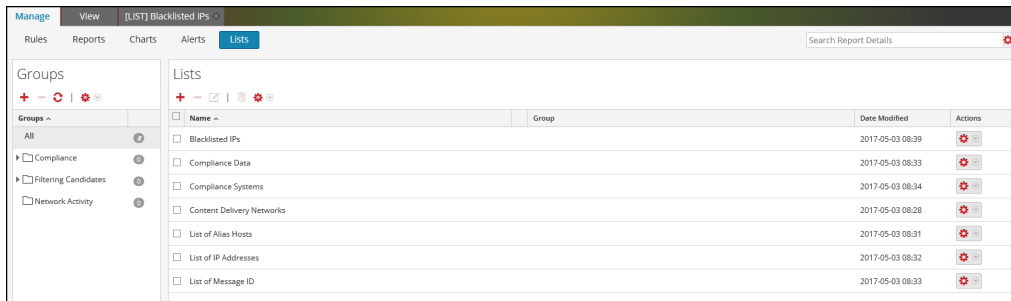 Manage View [LIST] Blacklisted IPs
Rules Reports Charts Alerts Lists Search Report Details
Groups
Lists
Groups
Name Group Date Modified Actions
All
Blacklisted IPs 2017-05-03 08:39
Compliance 0
Compliance Data 2017-05-03 08:33
Filtering Candidates 0
Compliance Systems 2017-05-03 08:34
Network Activity 0
Content Delivery Networks 2017-05-03 08:28
List of Alias Hosts 2017-05-03 08:31
List of IP Addresses 2017-05-03 08:32
List of Message ID 2017-05-03 08:33